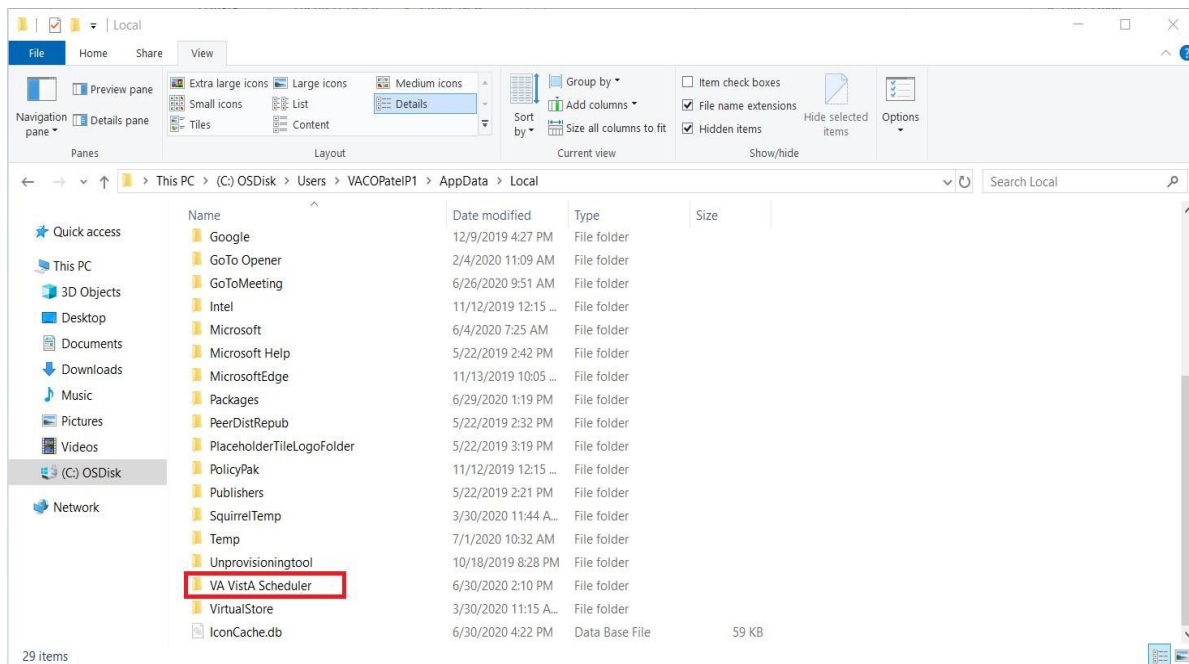 Local
File Home Share View
Preview pane
Navigation pane
Details pane
Extra large icons Large icons Medium icons
Small icons List Details
Tiles Content
Sort by
Group by
Add columns
Size all columns to fit
Item check boxes
File name extensions
Hidden items
Hide selected items
Options
Panes Layout Current view Show/hide
This PC > (C:) OSDisk > Users > VACOPatelP1 > AppData > Local
Search Local
Quick access
This PC
3D Objects
Desktop
Documents
Downloads
Music
Pictures
Videos
(C:) OSDisk
Network
Name Date modified Type Size
Google 12/9/2019 4:27 PM File folder
GoTo Opener 2/4/2020 11:09 AM File folder
GoToMeeting 6/26/2020 9:51 AM File folder
Intel 11/12/2019 12:15 ... File folder
Microsoft 6/4/2020 7:25 AM File folder
Microsoft Help 5/22/2019 2:42 PM File folder
MicrosoftEdge 11/13/2019 10:05 ... File folder
Packages 6/29/2020 1:19 PM File folder
PeerDistRepub 5/22/2019 2:32 PM File folder
PlaceholderTileLogoFolder 5/22/2019 3:19 PM File folder
PolicyPak 11/12/2019 12:15 ... File folder
Publishers 5/22/2019 2:21 PM File folder
SquirrelTemp 3/30/2020 11:44 A... File folder
Temp 7/1/2020 10:32 AM File folder
Unprovisioningtool 10/18/2019 8:28 PM File folder
VA VistA Scheduler 6/30/2020 2:10 PM File folder
VirtualStore 3/30/2020 11:15 A... File folder
IconCache.db 6/30/2020 4:22 PM Data Base File 59 KB
29 items